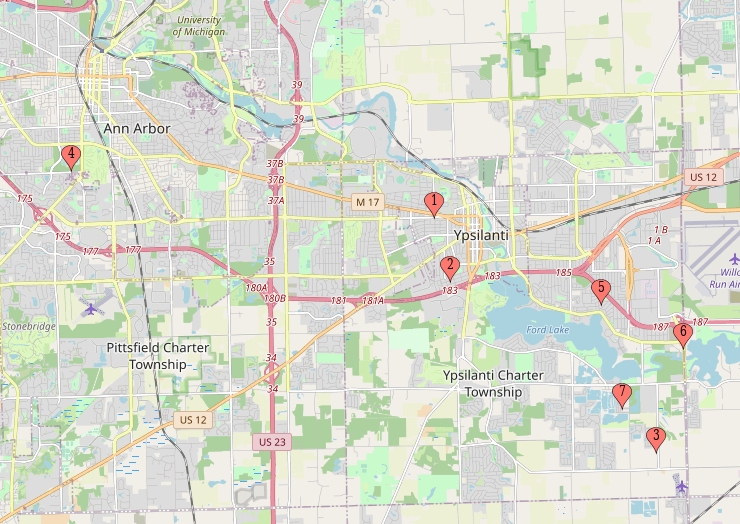 University
of Michigan
39
Ann Arbor
39
4
37B
37B
US 12
175
37A
M 17
1
175
177
177
Ypsilanti
1 B
1 A
35
2
183
183
185
180A
180B
181
181A
5
Stonebridge
35
Ford Lake
187
187
6
Pittsfield Charter
Township
34
34
Ypsilanti Charter
Township
7
US 12
US 23
3
Run Air